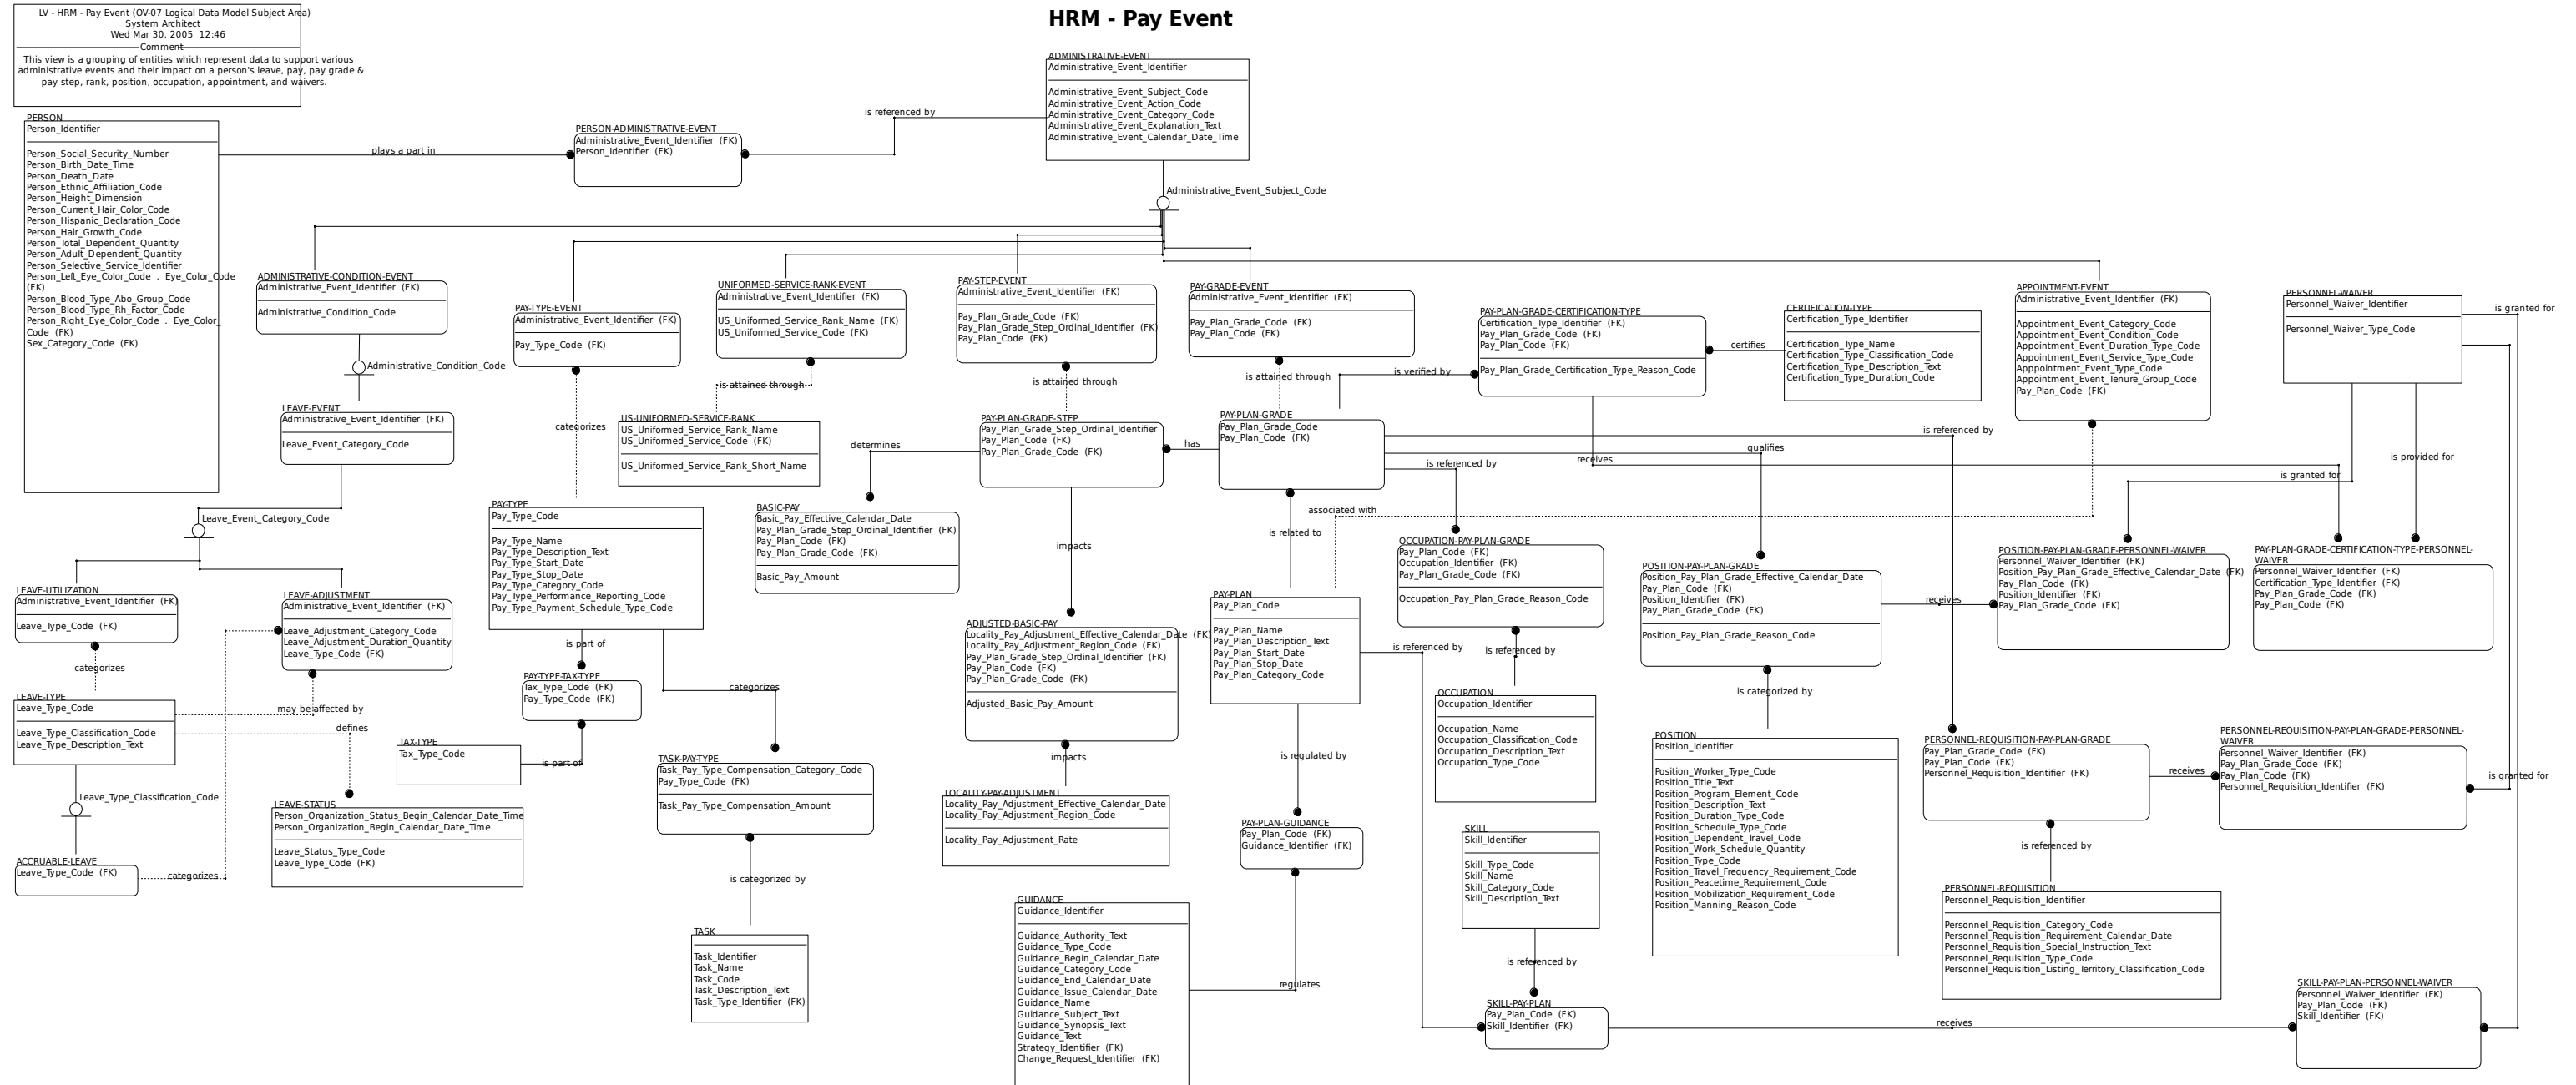 LV - HRM - Pay Event (OV-07 Logical Data Model Subject Area)
System Architect
Wed Mar 30, 2005  12:46
Comment
This view is a grouping of entities which represent data to support various
administrative events and their impact on a person's leave, pay, pay grade &
pay step, rank, position, occupation, appointment, and waivers.
HRM - Pay Event
ADMINISTRATIVE-EVENT
Administrative_Event_Identifier
Administrative_Event_Subject_Code
Administrative_Event_Action_Code
Administrative_Event_Category_Code
Administrative_Event_Explanation_Text
Administrative_Event_Calendar_Date_Time
is referenced by
PERSON
Person_Identifier
Person_Social_Security_Number
Person_Birth_Date_Time
Person_Death_Date
Person_Ethnic_Affiliation_Code
Person_Height_Dimension
Person_Current_Hair_Color_Code
Person_Hispanic_Declaration_Code
Person_Hair_Growth_Code
Person_Total_Dependent_Quantity
Person_Adult_Dependent_Quantity
Person_Selective_Service_Identifier
Person_Left_Eye_Color_Code  .  Eye_Color_Code
(FK)
Person_Blood_Type_Abo_Group_Code
Person_Blood_Type_Rh_Factor_Code
Person_Right_Eye_Color_Code  .  Eye_Color_
Code  (FK)
Sex_Category_Code  (FK)
plays a part in
PERSON-ADMINISTRATIVE-EVENT
Administrative_Event_Identifier  (FK)
Person_Identifier  (FK)
Administrative_Event_Subject_Code
ADMINISTRATIVE-CONDITION-EVENT
Administrative_Event_Identifier  (FK)
Administrative_Condition_Code
Administrative_Condition_Code
PAY-TYPE-EVENT
Administrative_Event_Identifier  (FK)
Pay_Type_Code  (FK)
UNIFORMED-SERVICE-RANK-EVENT
Administrative_Event_Identifier  (FK)
US_Uniformed_Service_Rank_Name  (FK)
US_Uniformed_Service_Code  (FK)
is attained through
PAY-STEP-EVENT
Administrative_Event_Identifier  (FK)
Pay_Plan_Grade_Code  (FK)
Pay_Plan_Grade_Step_Ordinal_Identifier  (FK)
Pay_Plan_Code  (FK)
is attained through
PAY-GRADE-EVENT
Administrative_Event_Identifier  (FK)
Pay_Plan_Grade_Code  (FK)
Pay_Plan_Code  (FK)
is attained through
is verified by
PAY-PLAN-GRADE-CERTIFICATION-TYPE
Certification_Type_Identifier  (FK)
Pay_Plan_Grade_Code  (FK)
Pay_Plan_Code  (FK)
Pay_Plan_Grade_Certification_Type_Reason_Code
certifies
CERTIFICATION-TYPE
Certification_Type_Identifier
Certification_Type_Name
Certification_Type_Classification_Code
Certification_Type_Description_Text
Certification_Type_Duration_Code
APPOINTMENT-EVENT
Administrative_Event_Identifier  (FK)
Appointment_Event_Category_Code
Appointment_Event_Condition_Code
Appointment_Event_Duration_Type_Code
Appointment_Event_Service_Type_Code
Apppointment_Event_Type_Code
Appointment_Event_Tenure_Group_Code
Pay_Plan_Code  (FK)
PERSONNEL-WAIVER
Personnel_Waiver_Identifier
Personnel_Waiver_Type_Code
is granted for
LEAVE-EVENT
Administrative_Event_Identifier  (FK)
Leave_Event_Category_Code
categorizes
US-UNIFORMED-SERVICE-RANK
US_Uniformed_Service_Rank_Name
US_Uniformed_Service_Code  (FK)
US_Uniformed_Service_Rank_Short_Name
determines
PAY-PLAN-GRADE-STEP
Pay_Plan_Grade_Step_Ordinal_Identifier
Pay_Plan_Code  (FK)
Pay_Plan_Grade_Code  (FK)
has
PAY-PLAN-GRADE
Pay_Plan_Grade_Code
Pay_Plan_Code  (FK)
is referenced by
qualifies
is referenced by
receives
is provided for
is granted for
Leave_Event_Category_Code
PAY-TYPE
Pay_Type_Code
Pay_Type_Name
Pay_Type_Description_Text
Pay_Type_Start_Date
Pay_Type_Stop_Date
Pay_Type_Category_Code
Pay_Type_Performance_Reporting_Code
Pay_Type_Payment_Schedule_Type_Code
BASIC-PAY
Basic_Pay_Effective_Calendar_Date
Pay_Plan_Grade_Step_Ordinal_Identifier  (FK)
Pay_Plan_Code  (FK)
Pay_Plan_Grade_Code  (FK)
Basic_Pay_Amount
impacts
is related to
associated with
OCCUPATION-PAY-PLAN-GRADE
Pay_Plan_Code  (FK)
Occupation_Identifier  (FK)
Pay_Plan_Grade_Code  (FK)
Occupation_Pay_Plan_Grade_Reason_Code
POSITION-PAY-PLAN-GRADE
Position_Pay_Plan_Grade_Effective_Calendar_Date
Pay_Plan_Code  (FK)
Position_Identifier  (FK)
Pay_Plan_Grade_Code  (FK)
Position_Pay_Plan_Grade_Reason_Code
receives
POSITION-PAY-PLAN-GRADE-PERSONNEL-WAIVER
Personnel_Waiver_Identifier  (FK)
Position_Pay_Plan_Grade_Effective_Calendar_Date  (FK)
Pay_Plan_Code  (FK)
Position_Identifier  (FK)
Pay_Plan_Grade_Code  (FK)
PAY-PLAN-GRADE-CERTIFICATION-TYPE-PERSONNEL-
WAIVER
Personnel_Waiver_Identifier  (FK)
Certification_Type_Identifier  (FK)
Pay_Plan_Grade_Code  (FK)
Pay_Plan_Code  (FK)
LEAVE-UTILIZATION
Administrative_Event_Identifier  (FK)
Leave_Type_Code  (FK)
categorizes
LEAVE-ADJUSTMENT
Administrative_Event_Identifier  (FK)
Leave_Adjustment_Category_Code
Leave_Adjustment_Duration_Quantity
Leave_Type_Code  (FK)
is part of
PAY-TYPE-TAX-TYPE
Tax_Type_Code  (FK)
Pay_Type_Code  (FK)
categorizes
ADJUSTED-BASIC-PAY
Locality_Pay_Adjustment_Effective_Calendar_Date  (FK)
Locality_Pay_Adjustment_Region_Code  (FK)
Pay_Plan_Grade_Step_Ordinal_Identifier  (FK)
Pay_Plan_Code  (FK)
Pay_Plan_Grade_Code  (FK)
Adjusted_Basic_Pay_Amount
impacts
PAY-PLAN
Pay_Plan_Code
Pay_Plan_Name
Pay_Plan_Description_Text
Pay_Plan_Start_Date
Pay_Plan_Stop_Date
Pay_Plan_Category_Code
is referenced by
is referenced by
is regulated by
is categorized by
LEAVE-TYPE
Leave_Type_Code
Leave_Type_Classification_Code
Leave_Type_Description_Text
may be affected by
defines
TAX-TYPE
Tax_Type_Code
is part of
TASK-PAY-TYPE
Task_Pay_Type_Compensation_Category_Code
Pay_Type_Code  (FK)
Task_Pay_Type_Compensation_Amount
is categorized by
LOCALITY-PAY-ADJUSTMENT
Locality_Pay_Adjustment_Effective_Calendar_Date
Locality_Pay_Adjustment_Region_Code
Locality_Pay_Adjustment_Rate
OCCUPATION
Occupation_Identifier
Occupation_Name
Occupation_Classification_Code
Occupation_Description_Text
Occupation_Type_Code
POSITION
Position_Identifier
Position_Worker_Type_Code
Position_Title_Text
Position_Program_Element_Code
Position_Description_Text
Position_Duration_Type_Code
Position_Schedule_Type_Code
Position_Dependent_Travel_Code
Position_Work_Schedule_Quantity
Position_Type_Code
Position_Travel_Frequency_Requirement_Code
Position_Peacetime_Requirement_Code
Position_Mobilization_Requirement_Code
Position_Manning_Reason_Code
PERSONNEL-REQUISITION-PAY-PLAN-GRADE
Pay_Plan_Grade_Code  (FK)
Pay_Plan_Code  (FK)
Personnel_Requisition_Identifier  (FK)
receives
PERSONNEL-REQUISITION-PAY-PLAN-GRADE-PERSONNEL-
WAIVER
Personnel_Waiver_Identifier  (FK)
Pay_Plan_Grade_Code  (FK)
Pay_Plan_Code  (FK)
Personnel_Requisition_Identifier  (FK)
is granted for
Leave_Type_Classification_Code
LEAVE-STATUS
Person_Organization_Status_Begin_Calendar_Date_Time
Person_Organization_Begin_Calendar_Date_Time
Leave_Status_Type_Code
Leave_Type_Code  (FK)
ACCRUABLE-LEAVE
Leave_Type_Code  (FK)
categorizes
PAY-PLAN-GUIDANCE
Pay_Plan_Code  (FK)
Guidance_Identifier  (FK)
SKILL
Skill_Identifier
Skill_Type_Code
Skill_Name
Skill_Category_Code
Skill_Description_Text
is referenced by
is referenced by
PERSONNEL-REQUISITION
Personnel_Requisition_Identifier
Personnel_Requisition_Category_Code
Personnel_Requisition_Requirement_Calendar_Date
Personnel_Requisition_Special_Instruction_Text
Personnel_Requisition_Type_Code
Personnel_Requisition_Listing_Territory_Classification_Code
TASK
Task_Identifier
Task_Name
Task_Code
Task_Description_Text
Task_Type_Identifier  (FK)
GUIDANCE
Guidance_Identifier
Guidance_Authority_Text
Guidance_Type_Code
Guidance_Begin_Calendar_Date
Guidance_Category_Code
Guidance_End_Calendar_Date
Guidance_Issue_Calendar_Date
Guidance_Name
Guidance_Subject_Text
Guidance_Synopsis_Text
Guidance_Text
Strategy_Identifier  (FK)
Change_Request_Identifier  (FK)
regulates
SKILL-PAY-PLAN
Pay_Plan_Code  (FK)
Skill_Identifier  (FK)
receives
SKILL-PAY-PLAN-PERSONNEL-WAIVER
Personnel_Waiver_Identifier  (FK)
Pay_Plan_Code  (FK)
Skill_Identifier  (FK)